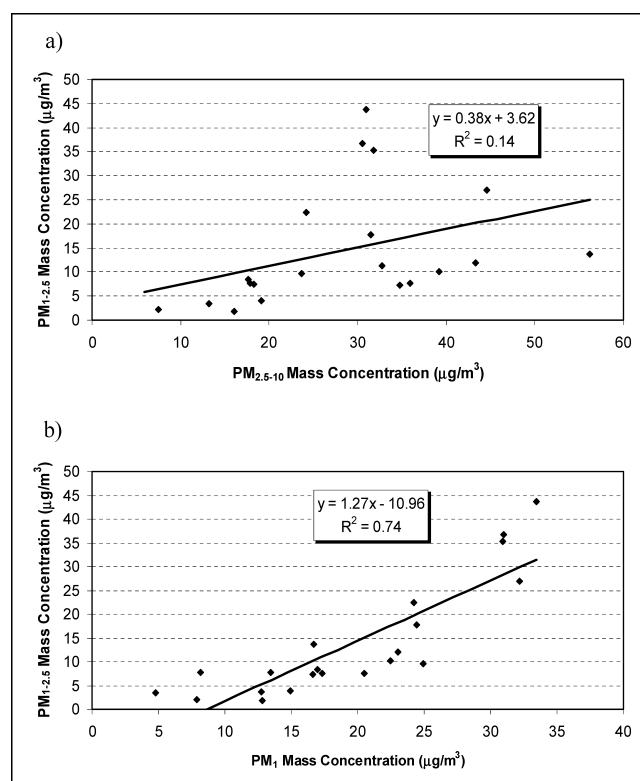 a)
PM1-2.5 Mass Concentration (μg/m³)
50
45
40
35
30
25
20
15
10
5
0
y = 0.38x + 3.62
R² = 0.14
0 10 20 30 40 50 60
PM2.5-10 Mass Concentration (μg/m³)
b)
PM1-2.5 Mass Concentration (μg/m³)
50
45
40
35
30
25
20
15
10
5
0
y = 1.27x - 10.96
R² = 0.74
0 5 10 15 20 25 30 35 40
PM1 Mass Concentration (μg/m³)